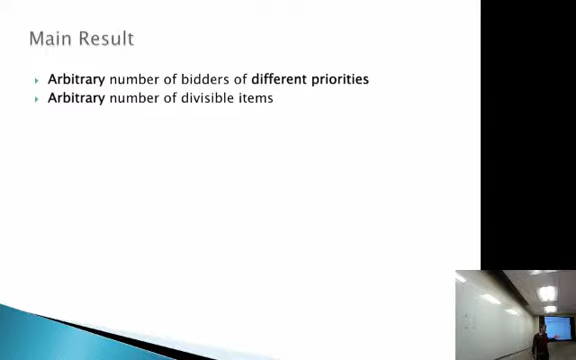 Main Result
Arbitrary number of bidders of different priorities
Arbitrary number of divisible items